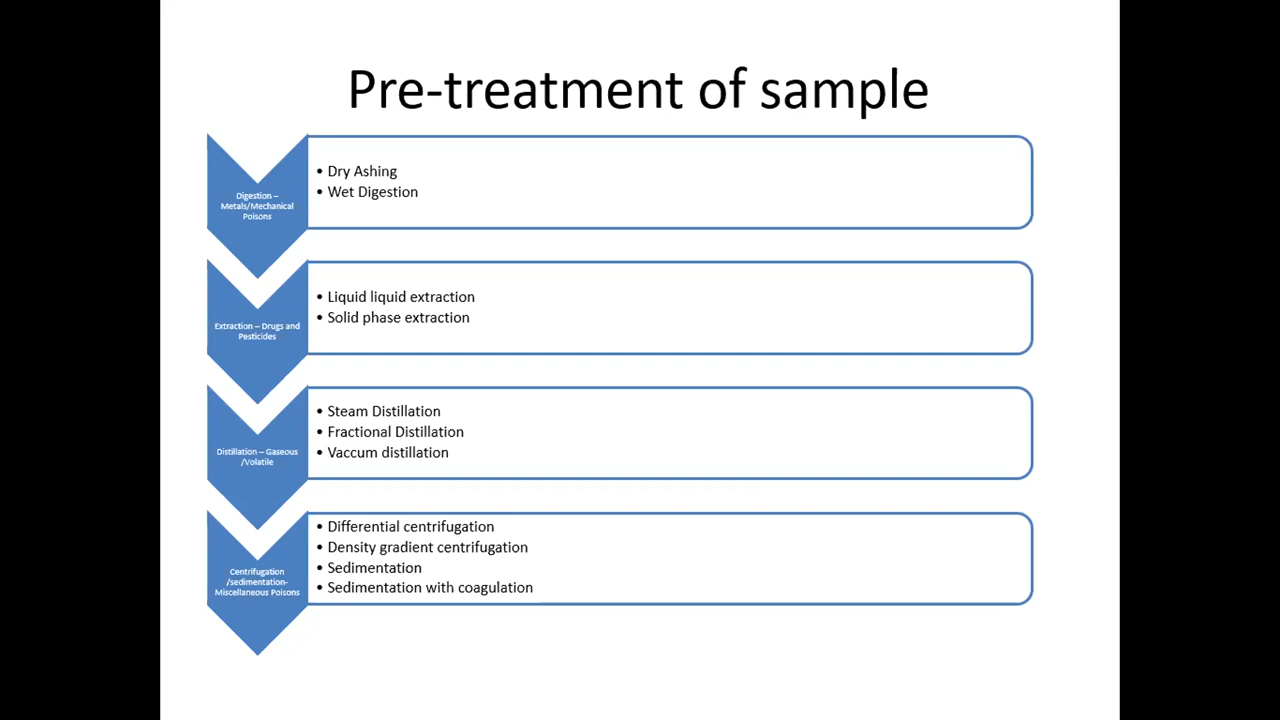 Pre-treatment of sample
Digestion –
Metals/Mechanical
Poisons
• Dry Ashing
• Wet Digestion
Extraction – Drugs and
Pesticides
• Liquid liquid extraction
• Solid phase extraction
Distillation – Gaseous
/Volatile
• Steam Distillation
• Fractional Distillation
• Vaccum distillation
Centrifugation
/sedimentation-
Miscellaneous Poisons
• Differential centrifugation
• Density gradient centrifugation
• Sedimentation
• Sedimentation with coagulation